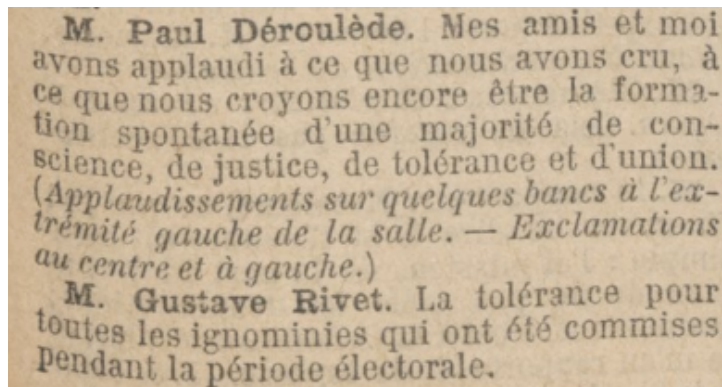 M. Paul Déroulède. Mes amis et moi
avons applaudi à ce que nous avons cru, à
ce que nous croyons encore être la forma-
tion spontanée d'une majorité de con-
science, de justice, de tolérance et d'union.
(Applaudissements sur quelques bancs à l'ex-
trémité gauche de la salle. — Exclamations
au centre et à gauche.)
M. Gustave Rivet. La tolérance pour
toutes les ignominies qui ont été commises
pendant la période électorale.